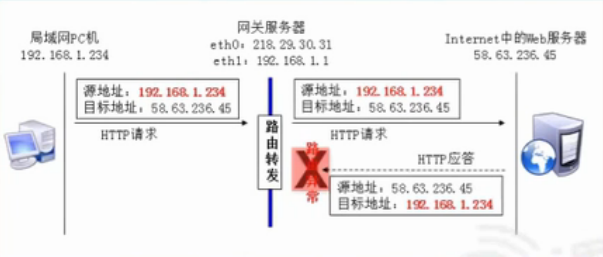 局域网PC机
192.168.1.234
网关服务器
eth0：218.29.30.31
eth1：192.168.1.1
Internet中的Web服务器
58.63.236.45
源地址：192.168.1.234
目标地址：58.63.236.45
HTTP请求
路由转发
源地址：192.168.1.234
目标地址：58.63.236.45
HTTP请求
HTTP应答
源地址：58.63.236.45
目标地址：192.168.1.234